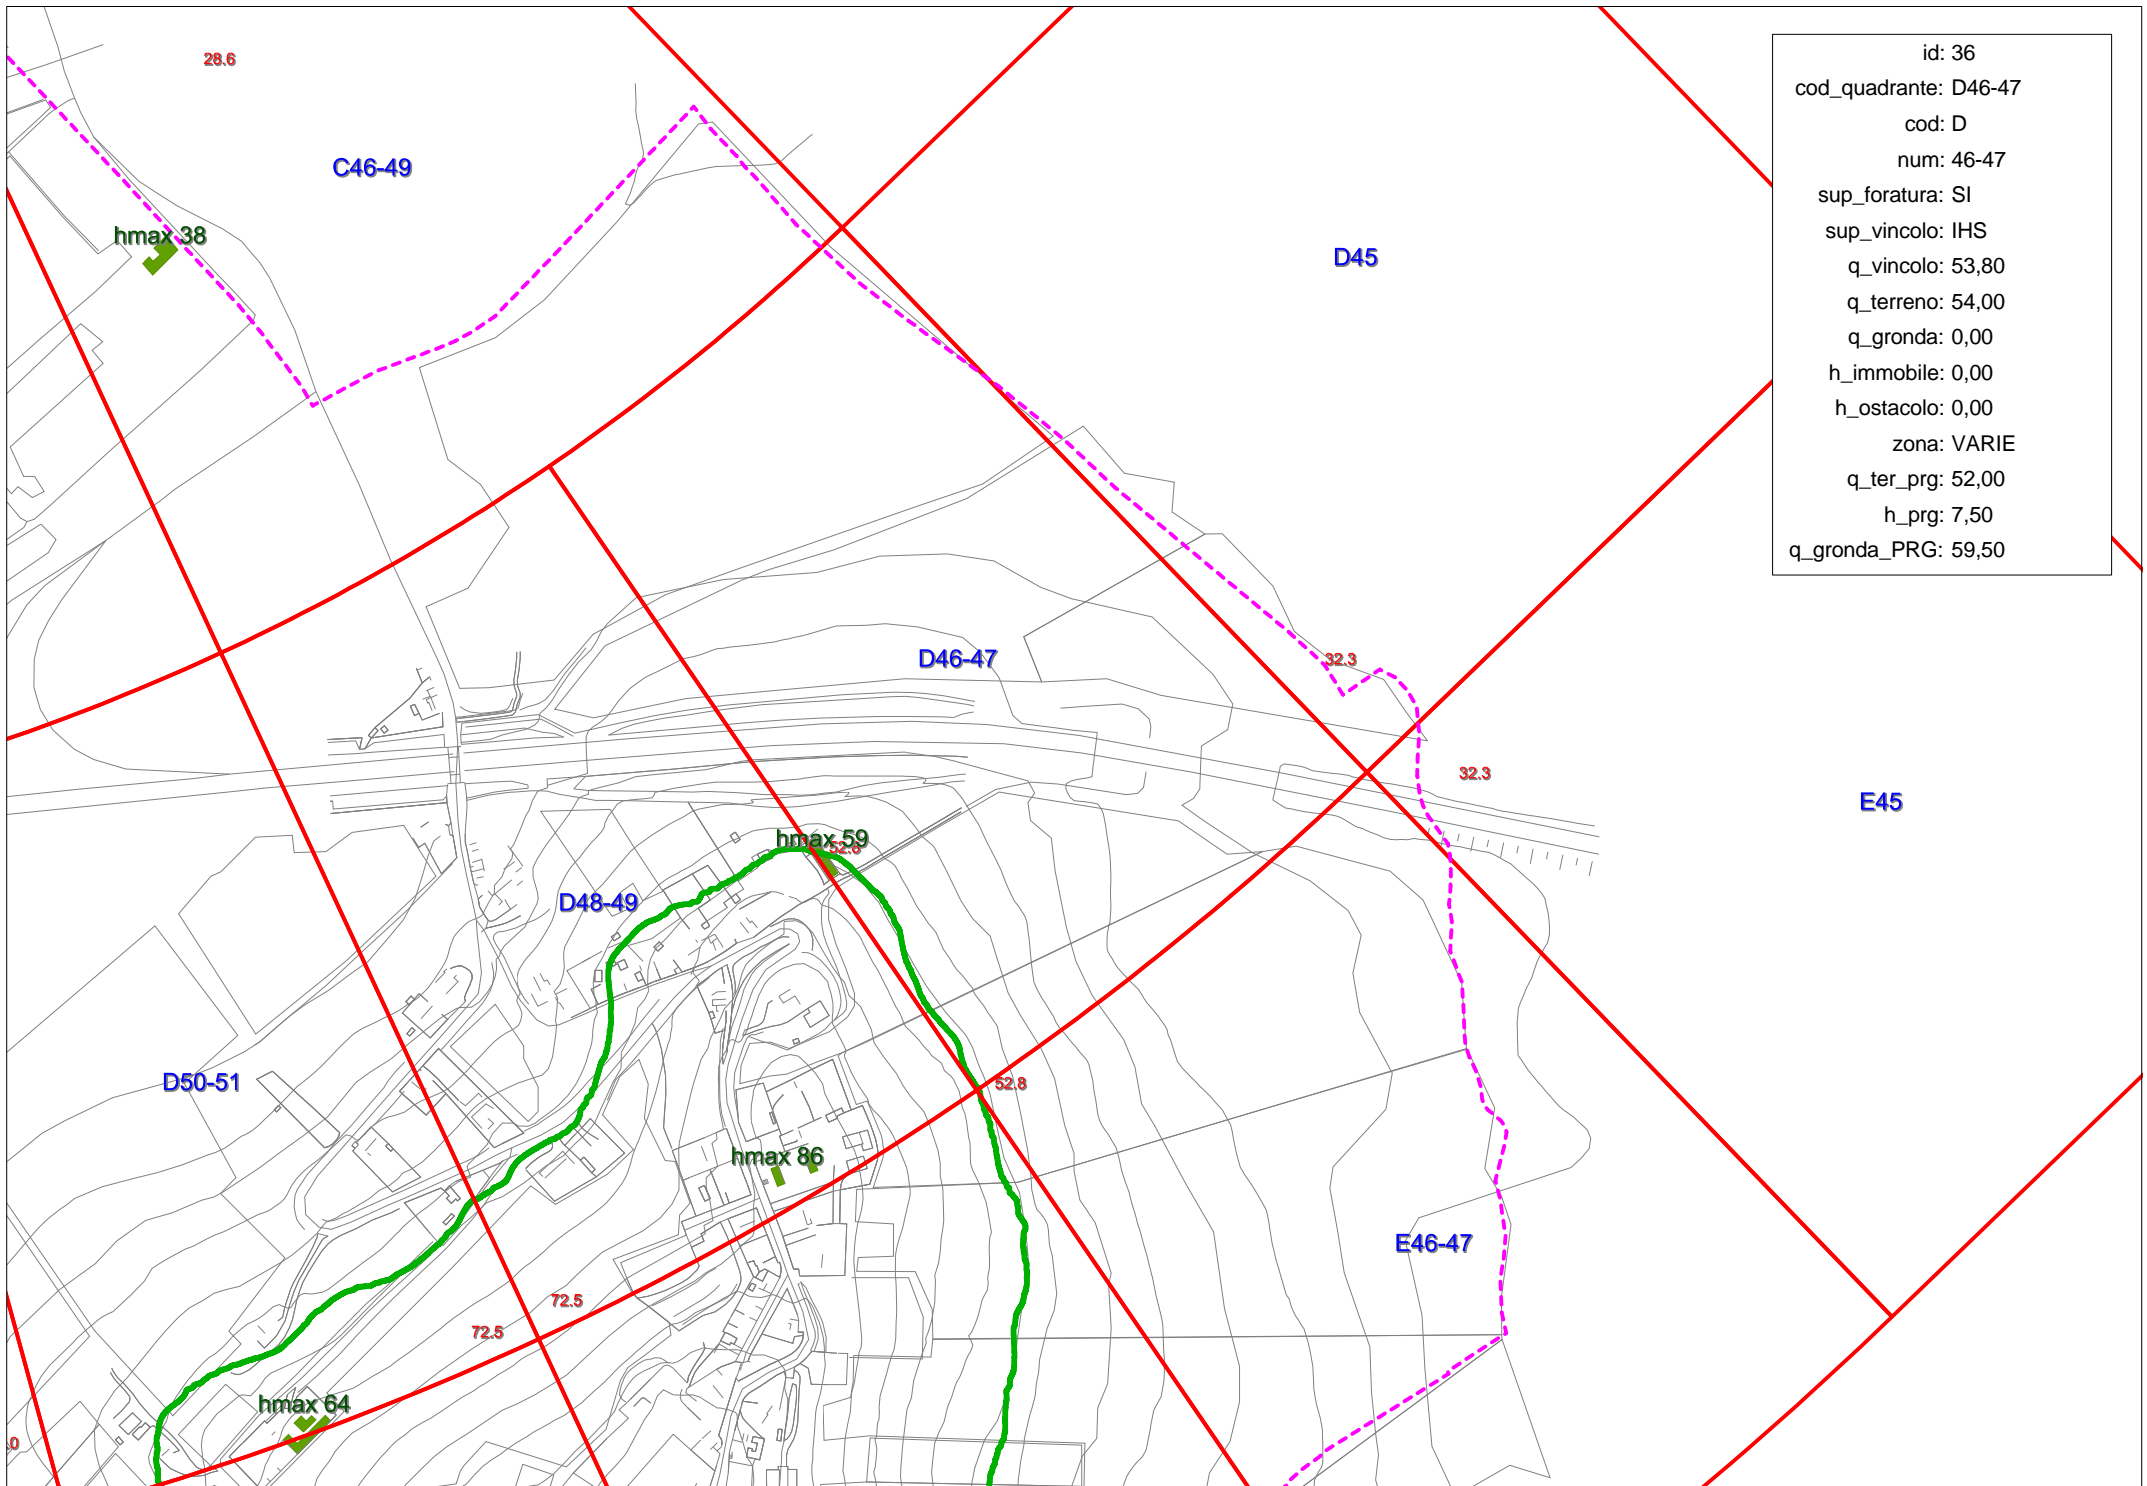 28.6
C46-49
hmax 38
D45
id: 36
cod_quadrante: D46-47
cod: D
num: 46-47
sup_foratura: SI
sup_vincolo: IHS
q_vincolo: 53,80
q_terreno: 54,00
q_gronda: 0,00
h_immobile: 0,00
h_ostacolo: 0,00
zona: VARIE
q_ter_prg: 52,00
h_prg: 7,50
q_gronda_PRG: 59,50
D46-47
32.3
32.3
E45
hmax 59
52.8
D48-49
D50-51
52.8
hmax 86
E46-47
72.5
72.5
hmax 64